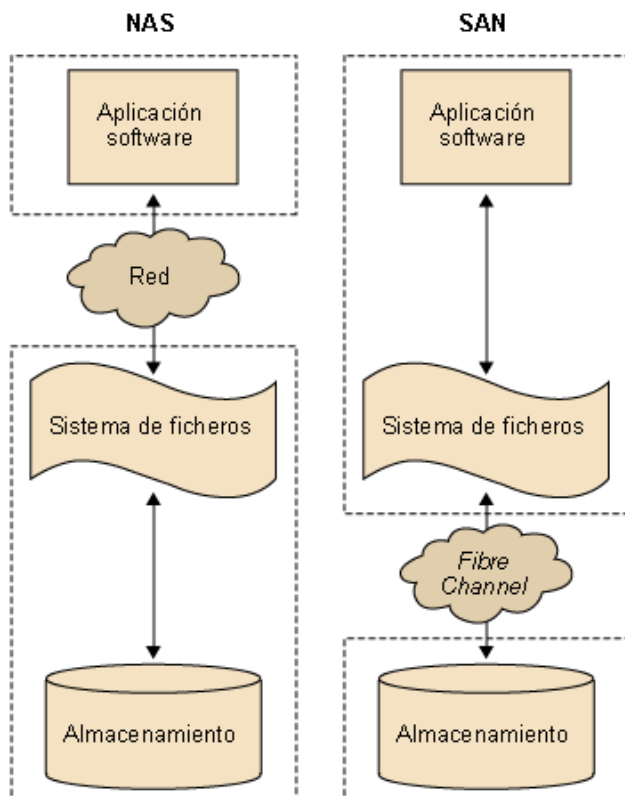 NAS
Aplicación
software
Red
Sistema de ficheros
Almacenamiento
SAN
Aplicación
software
Sistema de ficheros
Fibre
Channel
Almacenamiento